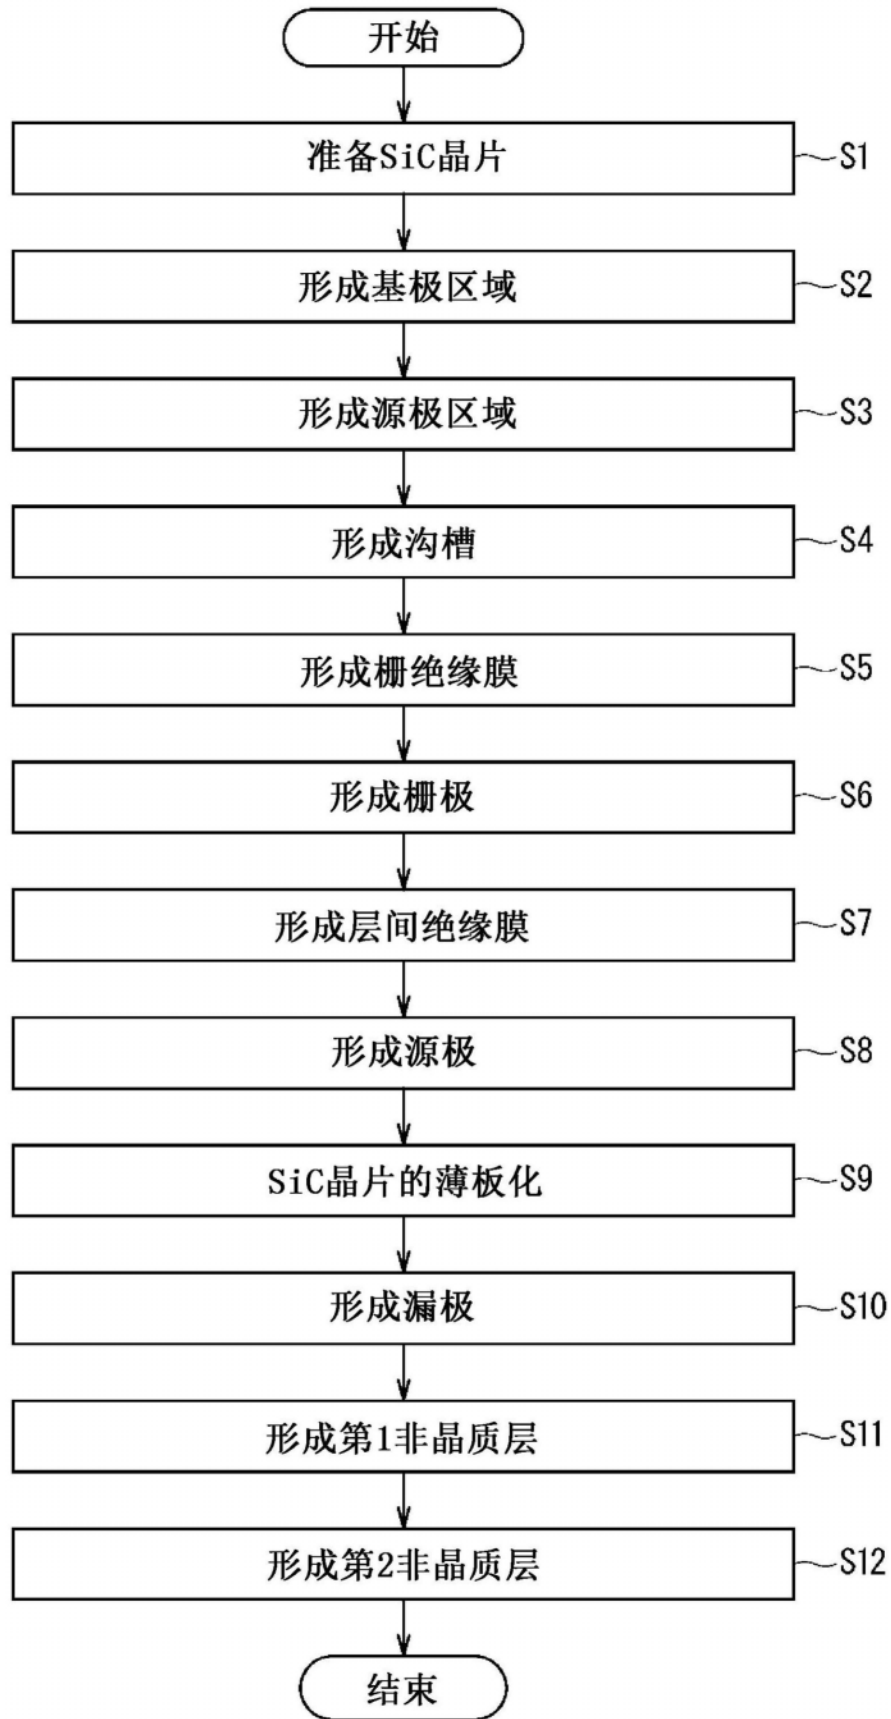 开始
准备SiC晶片
S1
形成基极区域
S2
形成源极区域
S3
形成沟槽
S4
形成栅绝缘膜
S5
形成栅极
S6
形成层间绝缘膜
S7
形成源极
S8
SiC晶片的薄板化
S9
形成漏极
S10
形成第1非晶质层
S11
形成第2非晶质层
S12
结束